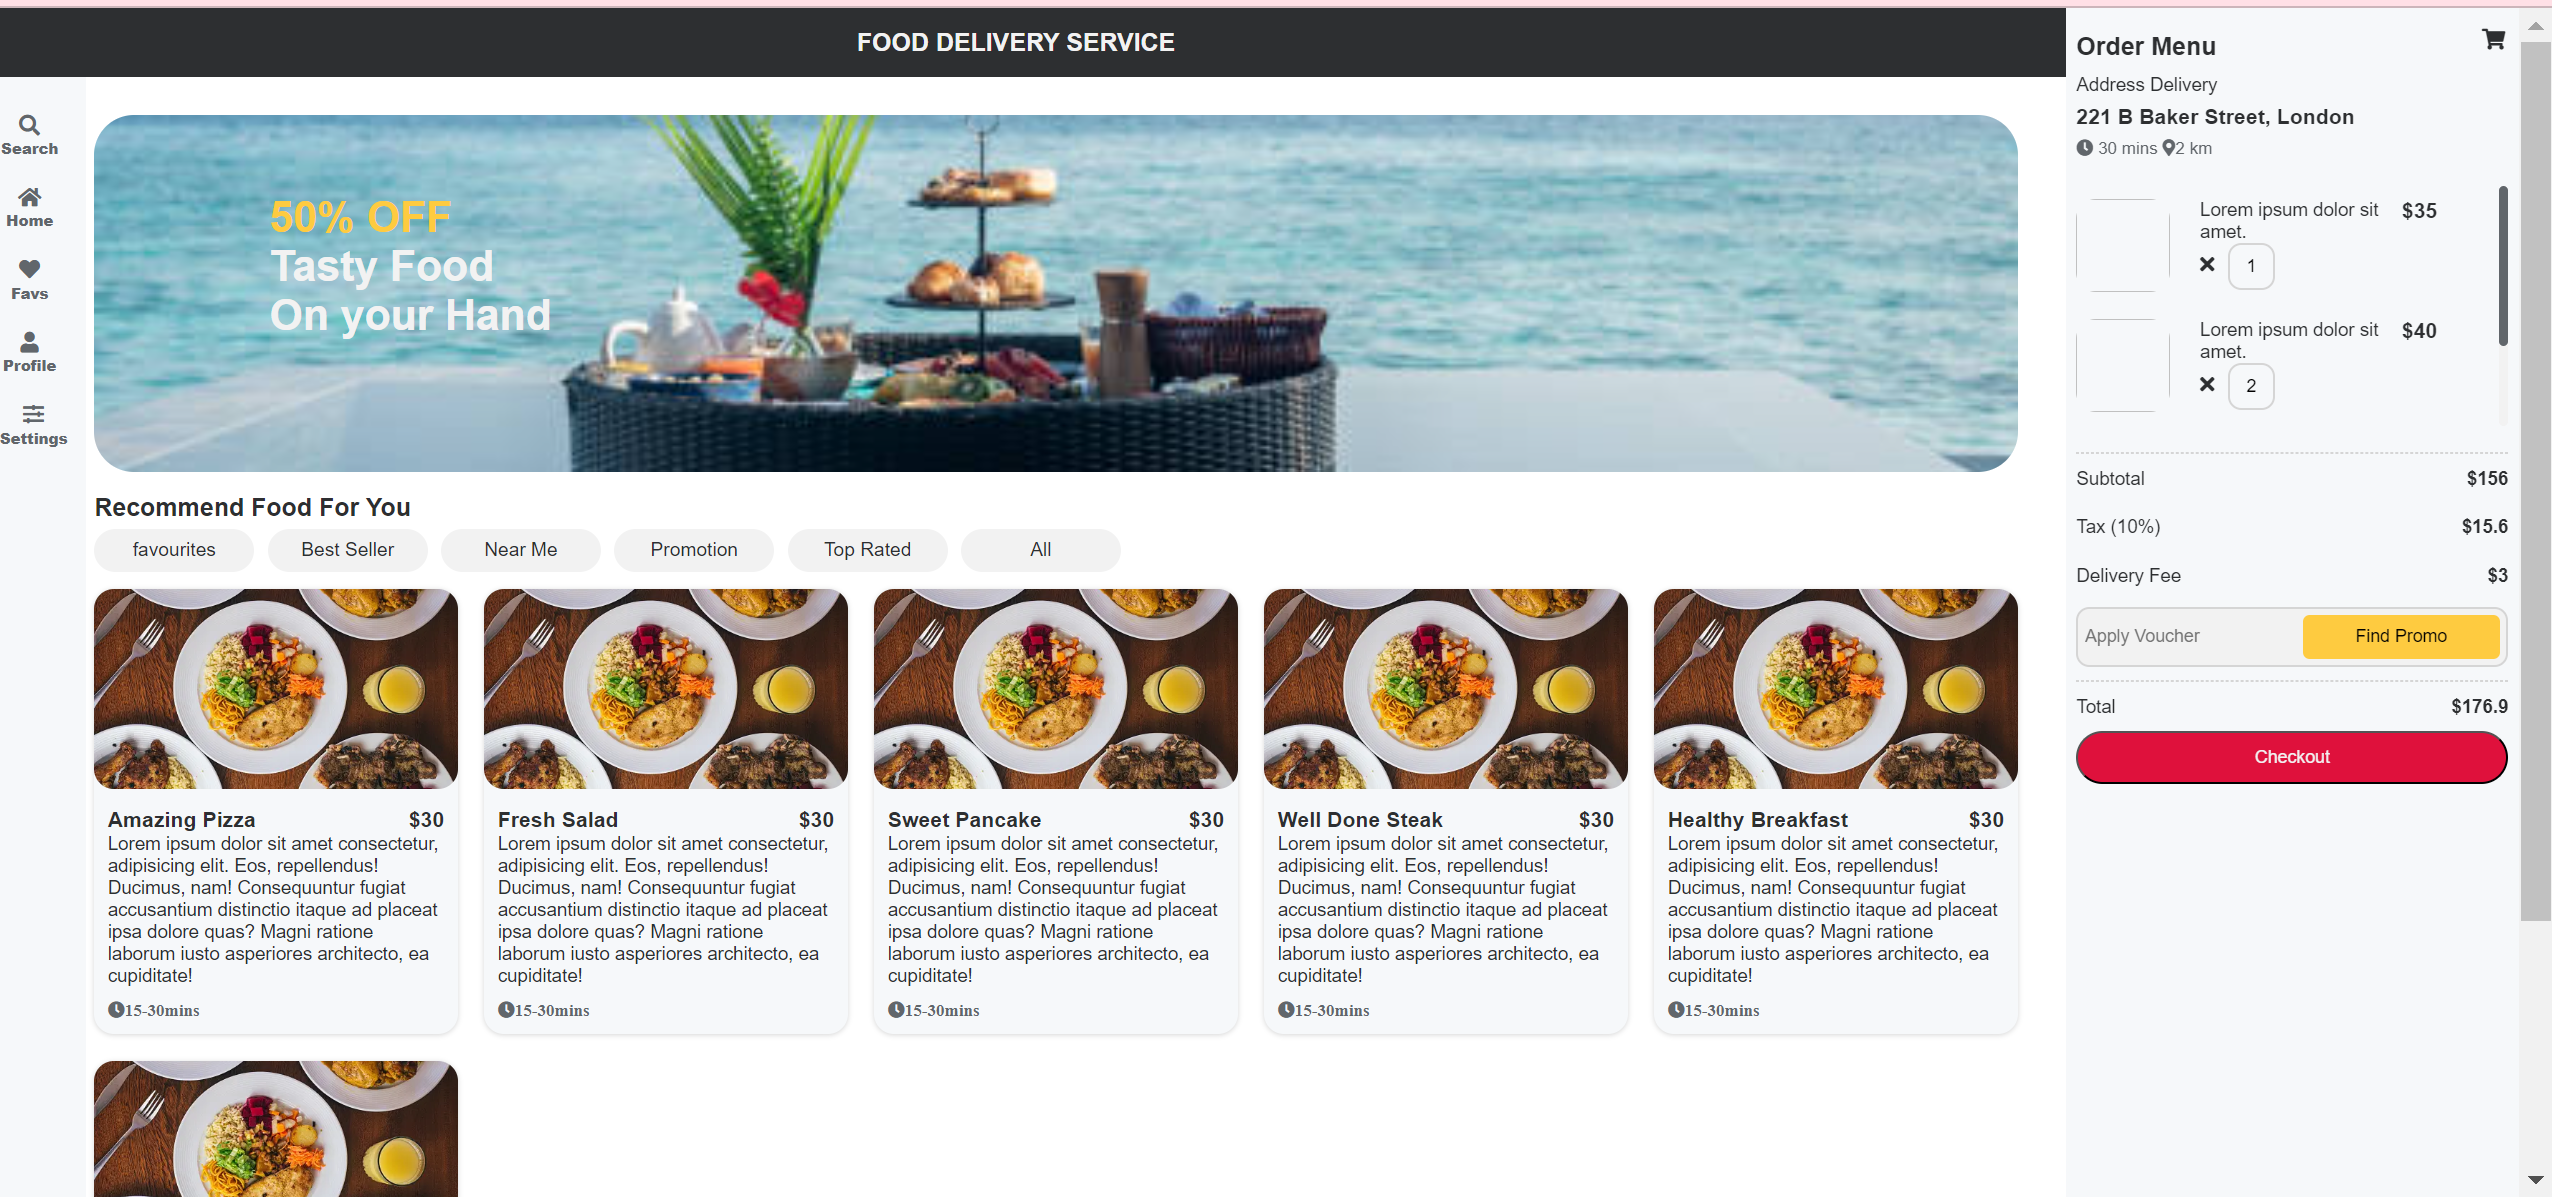 FOOD DELIVERY SERVICE
Search
Home
Favs
Profile
Settings
50% OFF
Tasty Food
On your Hand
Recommend Food For You
favourites
Best Seller
Near Me
Promotion
Top Rated
All
Amazing Pizza $30
Lorem ipsum dolor sit amet consectetur,
adipisicing elit. Eos, repellendus!
Ducimus, nam! Consequuntur fugiat
accusantium distinctio itaque ad placeat
ipsa dolore quas? Magni ratione
laborum iusto asperiores architecto, ea
cupiditate!
15-30mins
Fresh Salad $30
Lorem ipsum dolor sit amet consectetur,
adipisicing elit. Eos, repellendus!
Ducimus, nam! Consequuntur fugiat
accusantium distinctio itaque ad placeat
ipsa dolore quas? Magni ratione
laborum iusto asperiores architecto, ea
cupiditate!
15-30mins
Sweet Pancake $30
Lorem ipsum dolor sit amet consectetur,
adipisicing elit. Eos, repellendus!
Ducimus, nam! Consequuntur fugiat
accusantium distinctio itaque ad placeat
ipsa dolore quas? Magni ratione
laborum iusto asperiores architecto, ea
cupiditate!
15-30mins
Well Done Steak $30
Lorem ipsum dolor sit amet consectetur,
adipisicing elit. Eos, repellendus!
Ducimus, nam! Consequuntur fugiat
accusantium distinctio itaque ad placeat
ipsa dolore quas? Magni ratione
laborum iusto asperiores architecto, ea
cupiditate!
15-30mins
Healthy Breakfast $30
Lorem ipsum dolor sit amet consectetur,
adipisicing elit. Eos, repellendus!
Ducimus, nam! Consequuntur fugiat
accusantium distinctio itaque ad placeat
ipsa dolore quas? Magni ratione
laborum iusto asperiores architecto, ea
cupiditate!
15-30mins
Order Menu
Address Delivery
221 B Baker Street, London
30 mins 2 km
Lorem ipsum dolor sit $35
amet.
1
Lorem ipsum dolor sit $40
amet.
2
Subtotal $156
Tax (10%) $15.6
Delivery Fee $3
Apply Voucher Find Promo
Total $176.9
Checkout